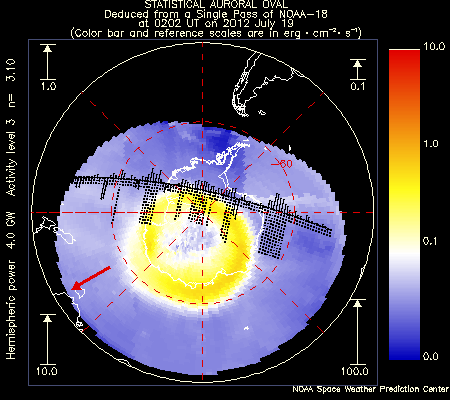 STATISTICAL AURORAL OVAL
Deduced from a Single Pass of NOAA-18
at 0202 UT on 2012 July 19
(Color bar and reference scales are in erg · cm⁻² · s⁻¹)
1.0
0.1
10.0
1.0
0.1
0.0
-60
10.0
100.0
Hemispheric power 4.0 GW Activity level 3 n= 3.10
NOAA Space Weather Prediction Center